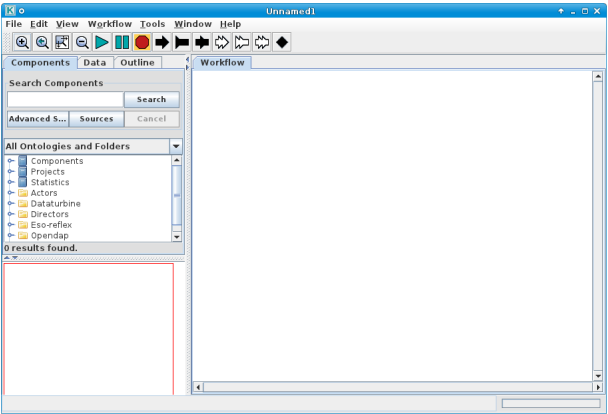 Unnamed1
File Edit View Workflow Tools Window Help
Components Data Outline
Workflow
Search Components
Search
Advanced S... Sources Cancel
All Ontologies and Folders
Components
Projects
Statistics
Actors
Dataturbine
Directors
Eso-reflex
Opendap
0 results found.